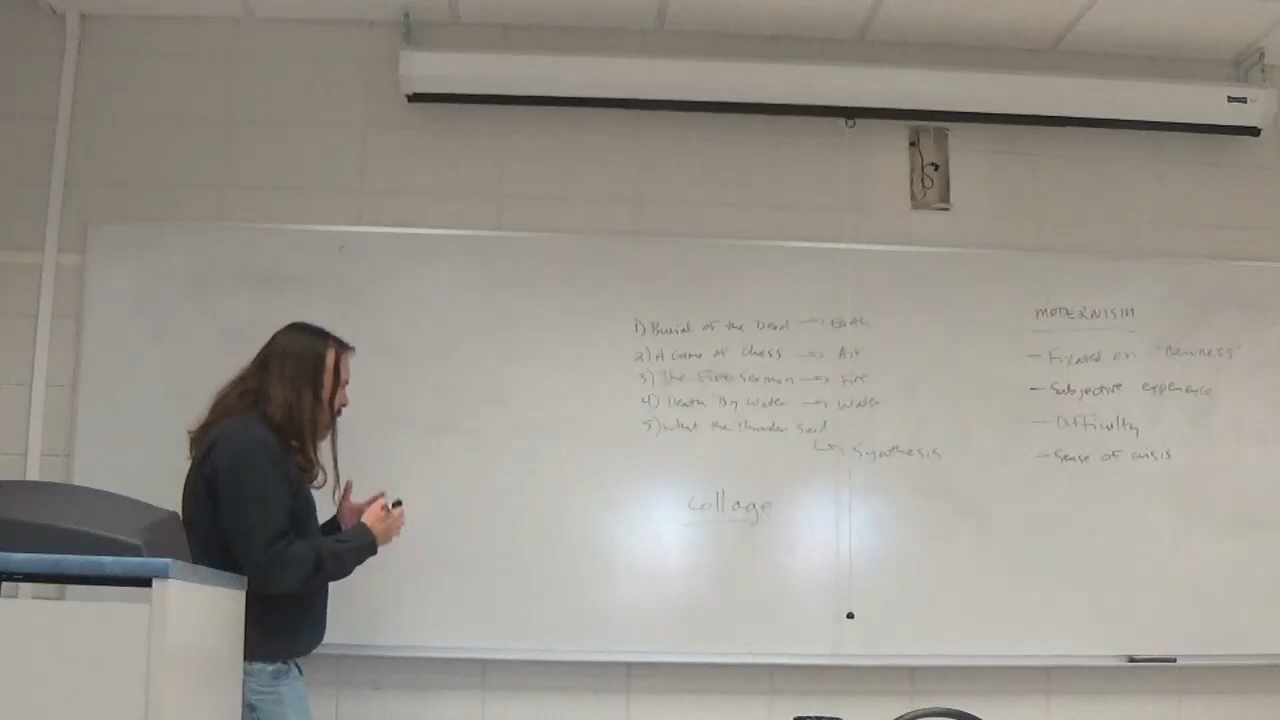 1) Burial of the Dead → Earth
2) A Game of Chess → Air
3) The Fire Sermon → Fire
4) Death By Water → Water
5) What the Thunder Said
↳ Synthesis
Collage
MODERNISM
- Fixated on "newness"
- Subjective experience
- Difficulty
- Sense of crisis